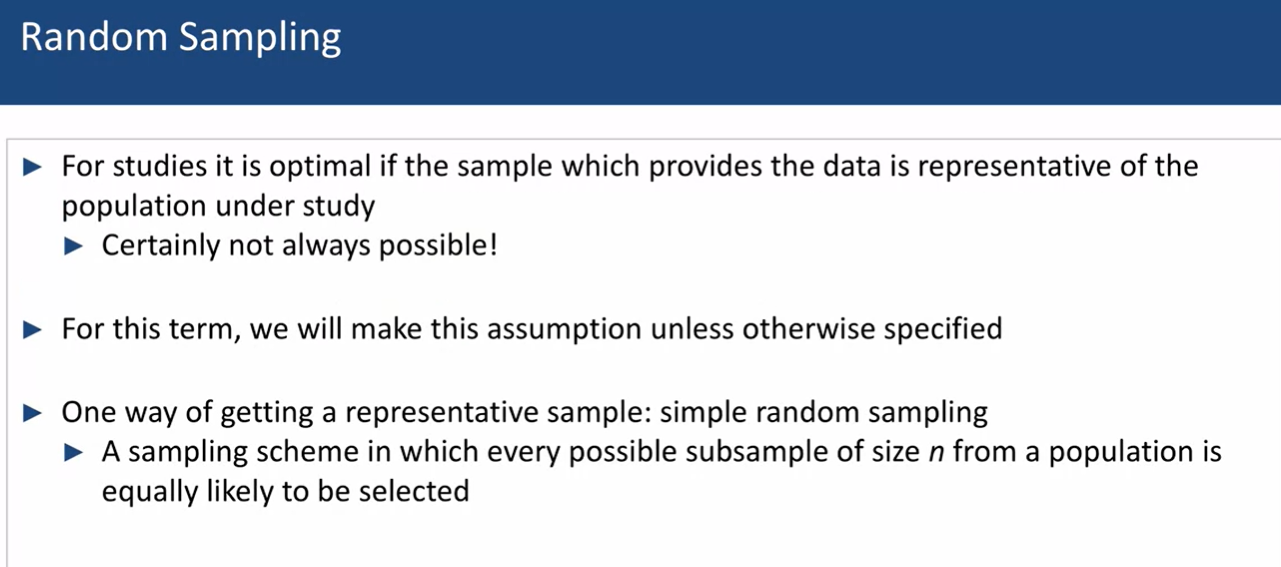 Random Sampling
► For studies it is optimal if the sample which provides the data is representative of the
population under study
► Certainly not always possible!
► For this term, we will make this assumption unless otherwise specified
► One way of getting a representative sample: simple random sampling
► A sampling scheme in which every possible subsample of size n from a population is
equally likely to be selected